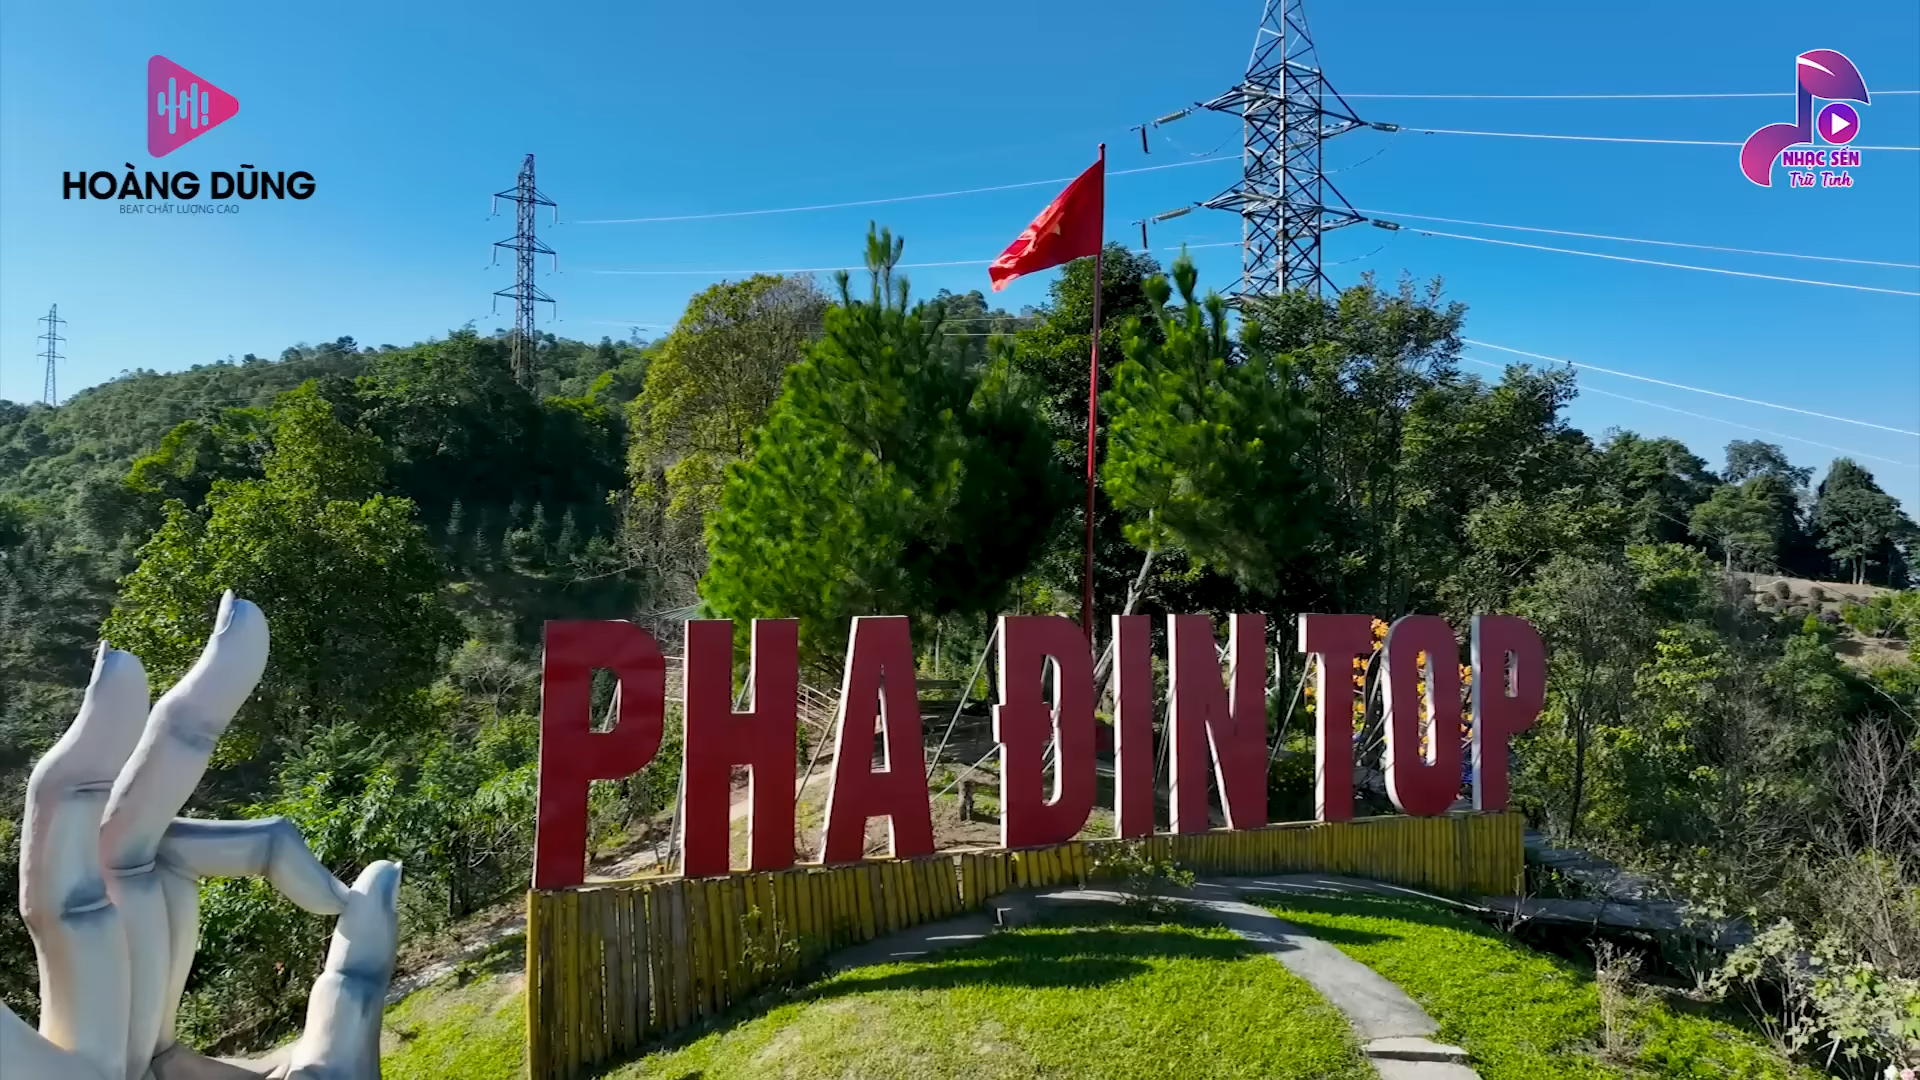 HOÀNG DŨNG
BEAT CHẤT LƯỢNG CAO
NHẠC SẾN
Trữ Tình
PHA ĐIN TOP